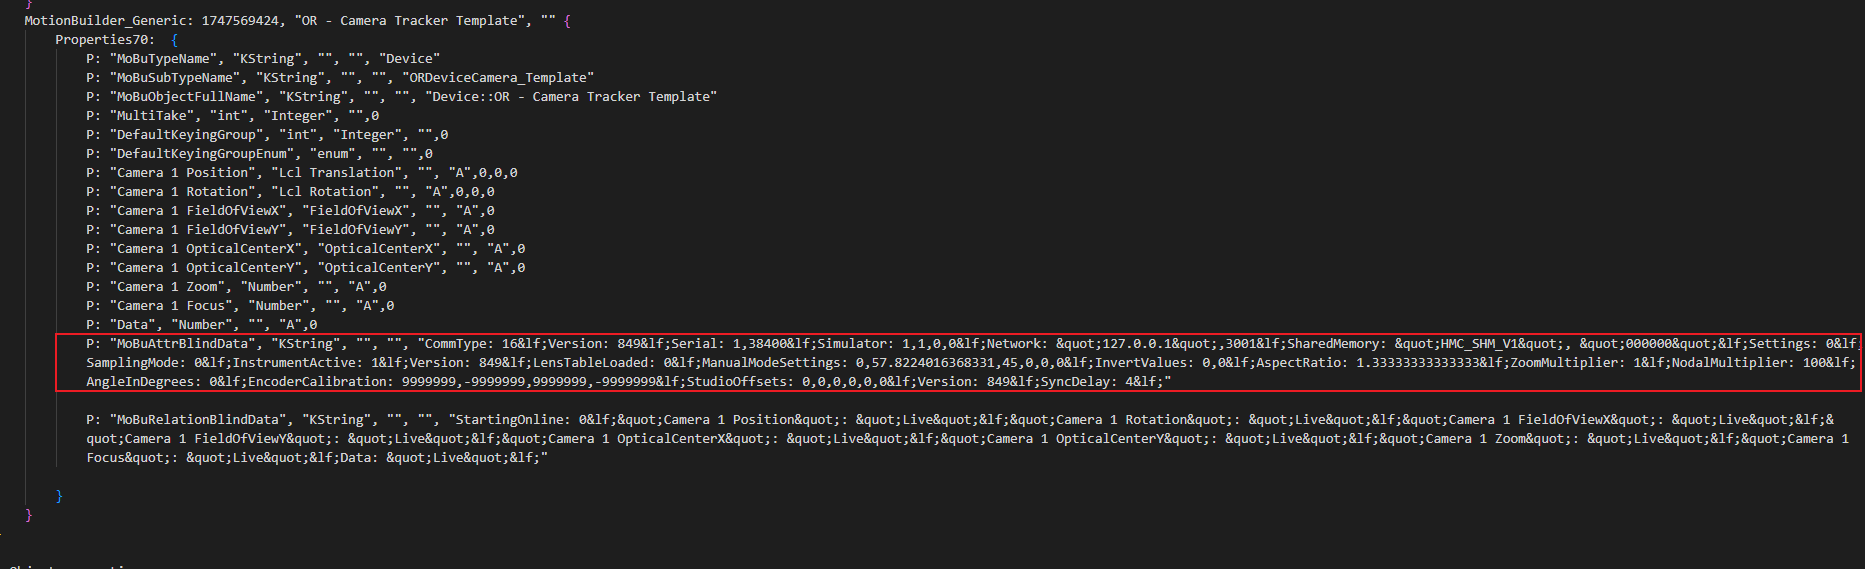 }
MotionBuilder_Generic: 1747569424, "OR - Camera Tracker Template", "" {
Properties70:  {
P: "MoBuTypeName", "KString", "", "", "Device"
P: "MoBuSubTypeName", "KString", "", "", "ORDeviceCamera_Template"
P: "MoBuObjectFullName", "KString", "", "", "Device::OR - Camera Tracker Template"
P: "MultiTake", "int", "Integer", "",0
P: "DefaultKeyingGroup", "int", "Integer", "",0
P: "DefaultKeyingGroupEnum", "enum", "", "",0
P: "Camera 1 Position", "Lcl Translation", "", "A",0,0,0
P: "Camera 1 Rotation", "Lcl Rotation", "", "A",0,0,0
P: "Camera 1 FieldOfViewX", "FieldOfViewX", "", "A",0
P: "Camera 1 FieldOfViewY", "FieldOfViewY", "", "A",0
P: "Camera 1 OpticalCenterX", "OpticalCenterX", "", "A",0
P: "Camera 1 OpticalCenterY", "OpticalCenterY", "", "A",0
P: "Camera 1 Zoom", "Number", "", "A",0
P: "Camera 1 Focus", "Number", "", "A",0
P: "Data", "Number", "", "A",0
P: "MoBuAttrBlindData", "KString", "", "", "CommType: 16&lf;Version: 849&lf;Serial: 1,38400&lf;Simulator: 1,1,0,0&lf;Network: &quot;127.0.0.1&quot;,3001&lf;SharedMemory: &quot;HMC_SHM_V1&quot;, &quot;000000&quot;&lf;Settings: 0&lf;
SamplingMode: 0&lf;InstrumentActive: 1&lf;Version: 849&lf;LensTableLoaded: 0&lf;ManualModeSettings: 0,57.8224016368331,45,0,0,0&lf;InvertValues: 0,0&lf;AspectRatio: 1.33333333333333&lf;ZoomMultiplier: 1&lf;NodalMultiplier: 100&lf;
AngleInDegrees: 0&lf;EncoderCalibration: 9999999,-9999999,9999999,-9999999&lf;StudioOffsets: 0,0,0,0,0,0&lf;Version: 849&lf;SyncDelay: 4&lf;"
P: "MoBuRelationBlindData", "KString", "", "", "StartingOnline: 0&lf;&quot;Camera 1 Position&quot;: &quot;Live&quot;&lf;&quot;Camera 1 Rotation&quot;: &quot;Live&quot;&lf;&quot;Camera 1 FieldOfViewX&quot;: &quot;Live&quot;&lf;&
quot;Camera 1 FieldOfViewY&quot;: &quot;Live&quot;&lf;&quot;Camera 1 OpticalCenterX&quot;: &quot;Live&quot;&lf;&quot;Camera 1 OpticalCenterY&quot;: &quot;Live&quot;&lf;&quot;Camera 1 Zoom&quot;: &quot;Live&quot;&lf;&quot;Camera 1
Focus&quot;: &quot;Live&quot;&lf;Data: &quot;Live&quot;&lf;"
}
}